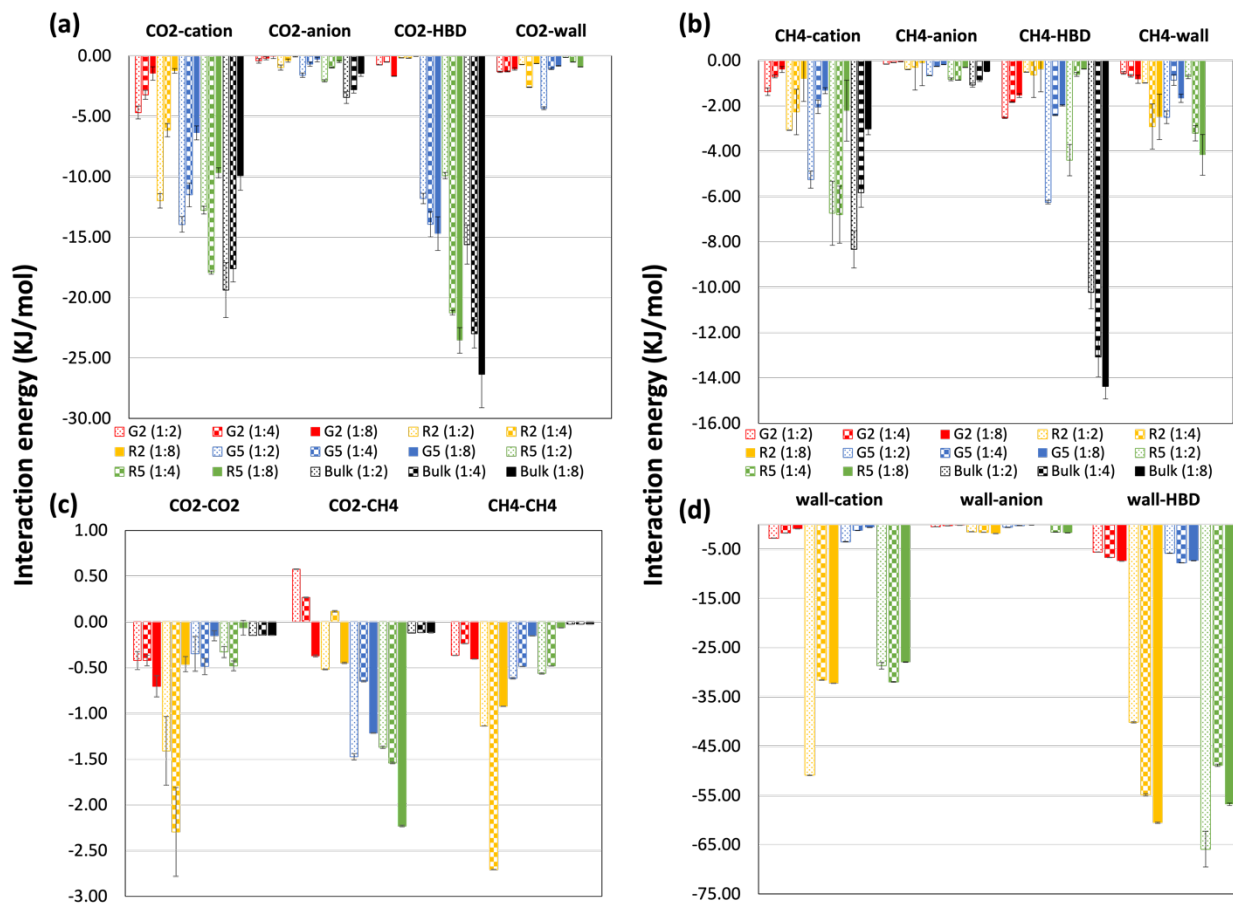 (a)
CO2-cation CO2-anion CO2-HBD CO2-wall
0.00
-5.00
-10.00
-15.00
-20.00
-25.00
-30.00
Interaction energy (KJ/mol)
G2 (1:2) G2 (1:4) G2 (1:8) R2 (1:2) R2 (1:4)
R2 (1:8) G5 (1:2) G5 (1:4) G5 (1:8) R5 (1:2)
R5 (1:4) R5 (1:8) Bulk (1:2) Bulk (1:4) Bulk (1:8)
(b)
CH4-cation CH4-anion CH4-HBD CH4-wall
0.00
-2.00
-4.00
-6.00
-8.00
-10.00
-12.00
-14.00
-16.00
Interaction energy (KJ/mol)
G2 (1:2) G2 (1:4) G2 (1:8) R2 (1:2) R2 (1:4)
R2 (1:8) G5 (1:2) G5 (1:4) G5 (1:8) R5 (1:2)
R5 (1:4) R5 (1:8) Bulk (1:2) Bulk (1:4) Bulk (1:8)
(c)
CO2-CO2 CO2-CH4 CH4-CH4
1.00
0.50
0.00
-0.50
-1.00
-1.50
-2.00
-2.50
-3.00
(d)
wall-cation wall-anion wall-HBD
-5.00
-15.00
-25.00
-35.00
-45.00
-55.00
-65.00
-75.00